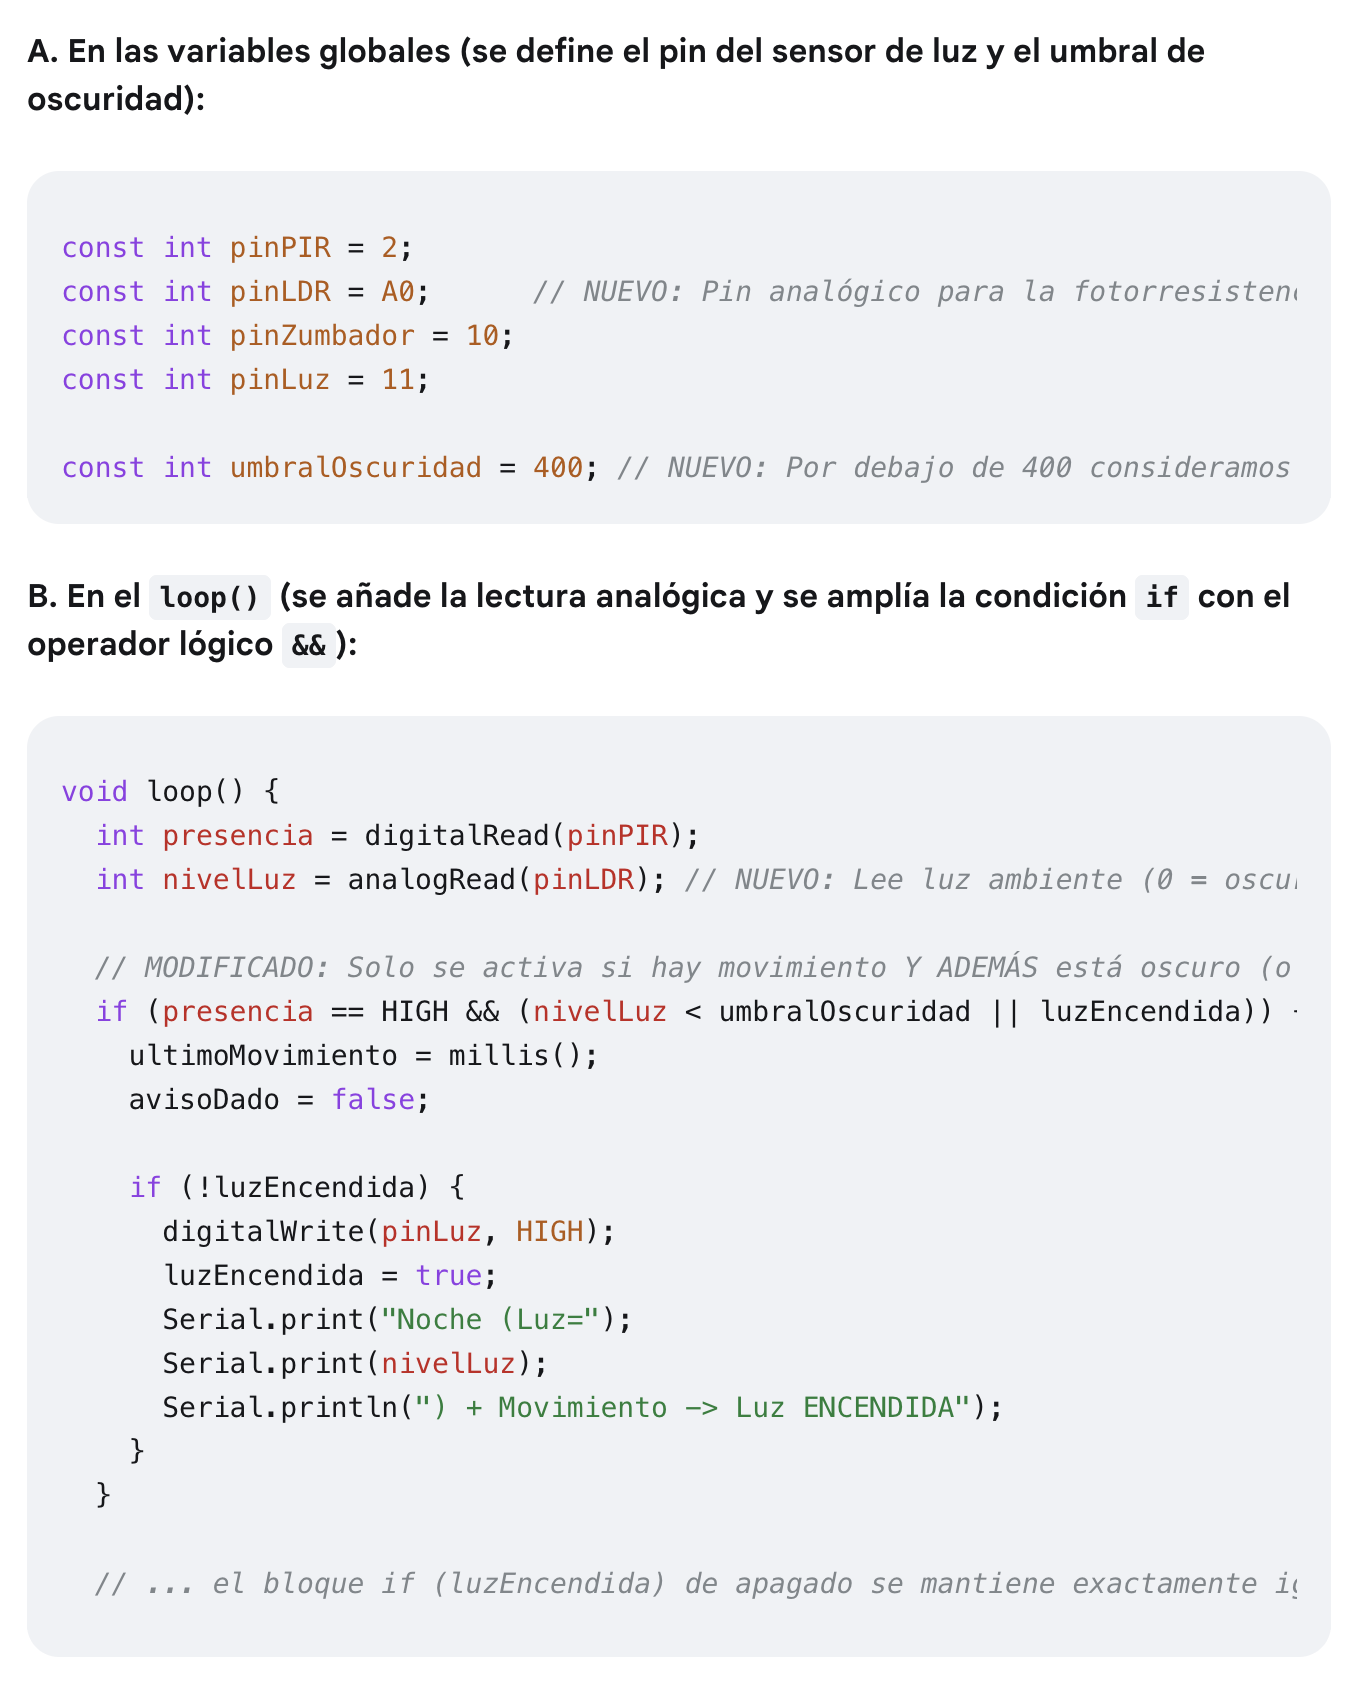 A. En las variables globales (se define el pin del sensor de luz y el umbral de
oscuridad):
const int pinPIR = 2;
const int pinLDR = A0;      // NUEVO: Pin analógico para la
const int pinZumbador = 10;
const int pinLuz = 11;
const int umbralOscuridad = 400; // NUEVO: Por debajo de 400 consideramos
B. En el loop() (se añade la lectura analógica y se amplía la condición if con el
operador lógico && ):
void loop() {
  int presencia = digitalRead(pinPIR);
  int nivelLuz = analogRead(pinLDR); // NUEVO: Lee luz ambiente (0 =
  // MODIFICADO: Solo se activa si hay movimiento Y ADEMÁS está oscuro (o
  if (presencia == HIGH && (nivelLuz < umbralOscuridad || luzEncendida))
    ultimoMovimiento = millis();
    avisoDado = false;
    if (!luzEncendida) {
      digitalWrite(pinLuz, HIGH);
      luzEncendida = true;
      Serial.print("Noche (Luz=");
      Serial.print(nivelLuz);
      Serial.println(") + Movimiento -> Luz ENCENDIDA");
    }
  }
  // ... el bloque if (luzEncendida) de apagado se mantiene exactamente